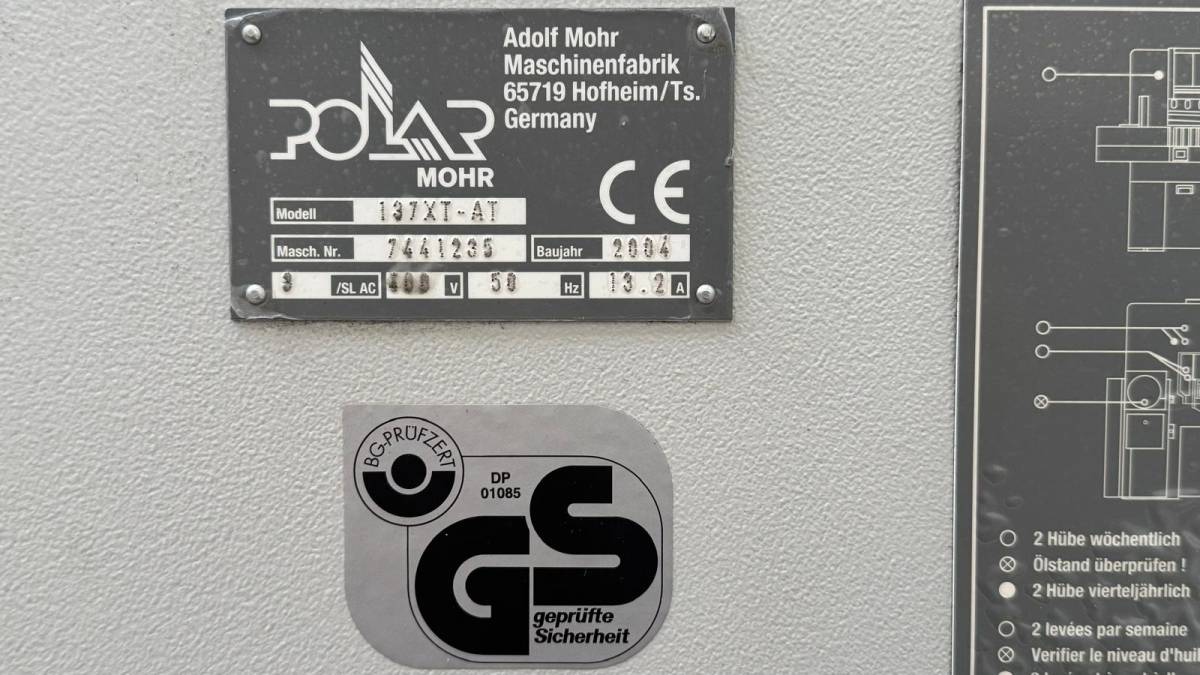 POLAR
MOHR
Adolf Mohr
Maschinenfabrik
65719 Hofheim/Ts.
Germany
CE
Modell 137XT-AT
Masch. Nr. 7441235 Baujahr 2004
3 /SL AC 400 V 50 Hz 13.2 A
BG-PRÜFZERT
DP
01085
GS
geprüfte
Sicherheit
2 Hübe wöchentlich
Ölstand überprüfen !
2 Hübe vierteljährlich
2 levées par semaine
Verifier le niveau d'huil